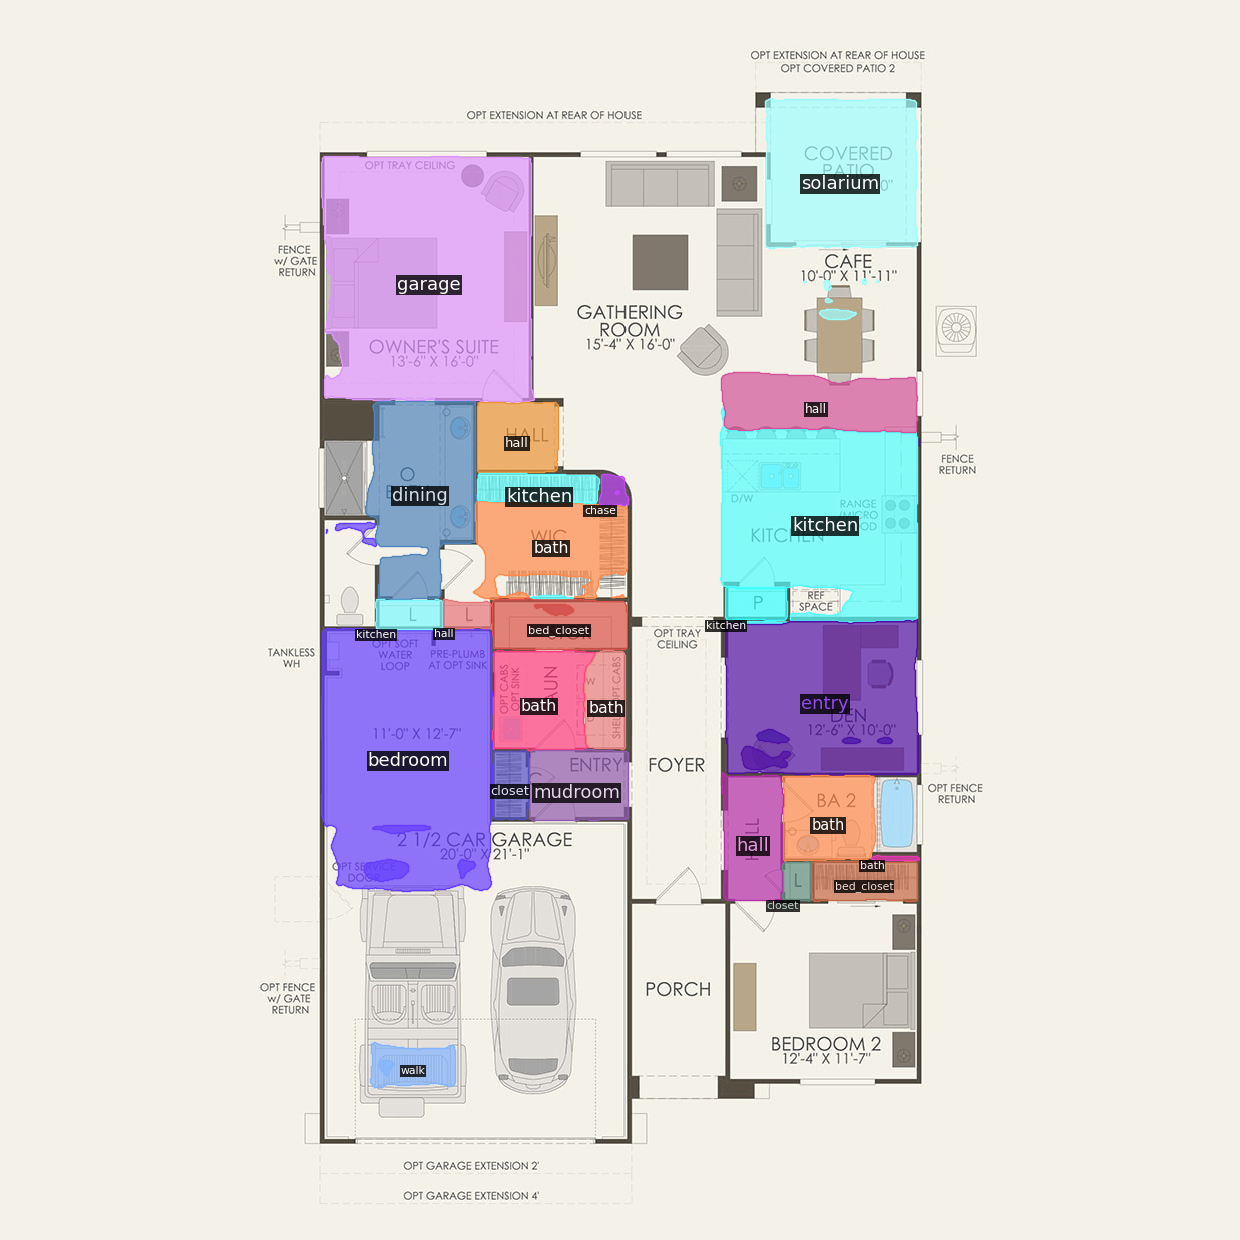 OPT EXTENSION AT REAR OF HOUSE
OPT COVERED PATIO 2
OPT EXTENSION AT REAR OF HOUSE
COVERED
PATIO
solarium
OPT TRAY CEILING
FENCE
w/ GATE
RETURN
garage
OWNER'S SUITE
13'-6" X 16'-0"
GATHERING
ROOM
15'-4" X 16'-0"
CAFE
10'-0" X 11'-11"
hall
HALL
hall
FENCE
RETURN
dining
kitchen
chase
WIC
bath
D/W
RANGE
KITCHEN
kitchen
P
REF
SPACE
kitchen
L
L
kitchen
hall
bed_closet
TANKLESS
WH
OPT SOFT
WATER
LOOP
PRE-PLUMB
AT OPT SINK
OPT TRAY
CEILING
OPT CABS
OPT SINK
bath
bath
entry
DEN
12'-6" X 10'-0"
11'-0" X 12'-7"
bedroom
FOYER
ENTRY
closet
mudroom
OPT FENCE
RETURN
BA 2
bath
hall
2 1/2 CAR GARAGE
20'-0" X 21'-1"
OPT SERVICE
DOOR
bath
L
bed_closet
closet
OPT FENCE
w/ GATE
RETURN
PORCH
BEDROOM 2
12'-4" X 11'-7"
walk
OPT GARAGE EXTENSION 2'
OPT GARAGE EXTENSION 4'